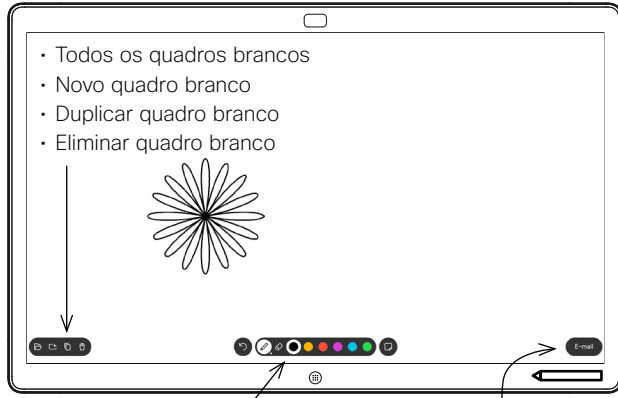 · Todos os quadros brancos
· Novo quadro branco
· Duplicar quadro branco
· Eliminar quadro branco
E-mail